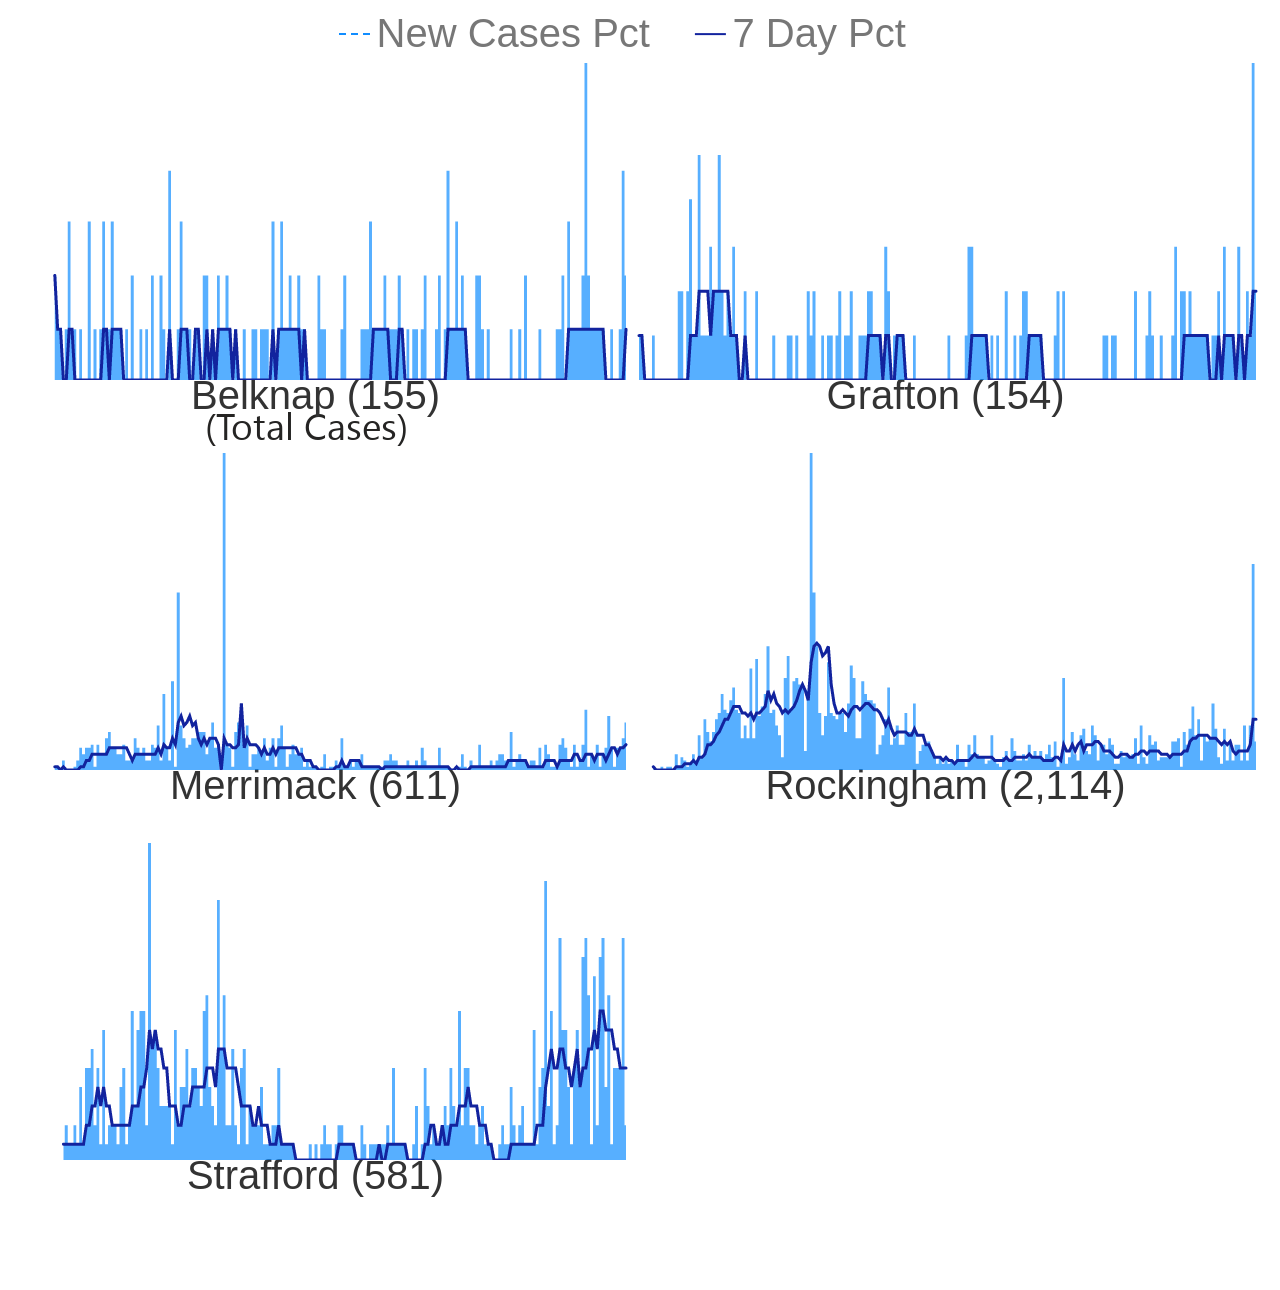 New Cases Pct 7 Day Pct
Belknap (155) Grafton (154)
(Total Cases)
Merrimack (611) Rockingham (2,114)
Strafford (581)